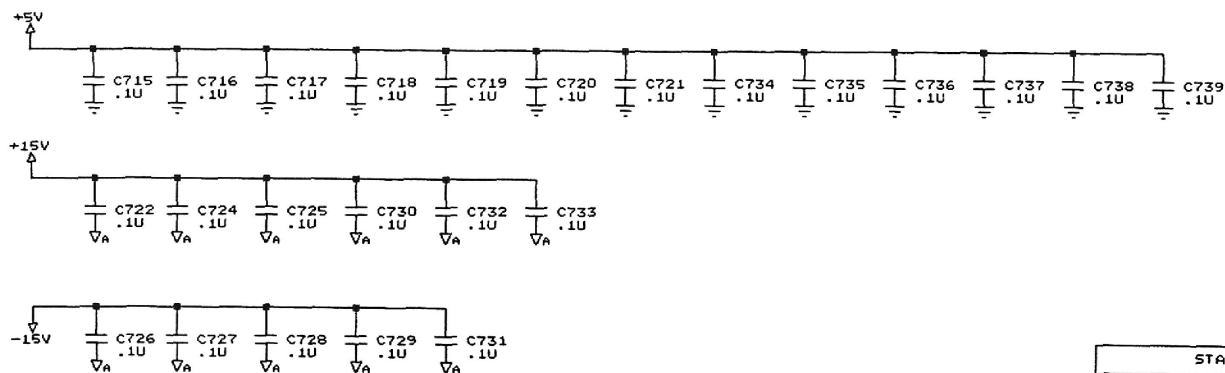 +5V
C715 C716 C717 C718 C719 C720 C721 C734 C735 C736 C737 C738 C739
.1U .1U .1U .1U .1U .1U .1U .1U .1U .1U .1U .1U .1U
+15V
C722 C724 C725 C730 C732 C733
.1U .1U .1U .1U .1U .1U
A A A A A A
-15V
C726 C727 C728 C729 C731
.1U .1U .1U .1U .1U
A A A A A
STA